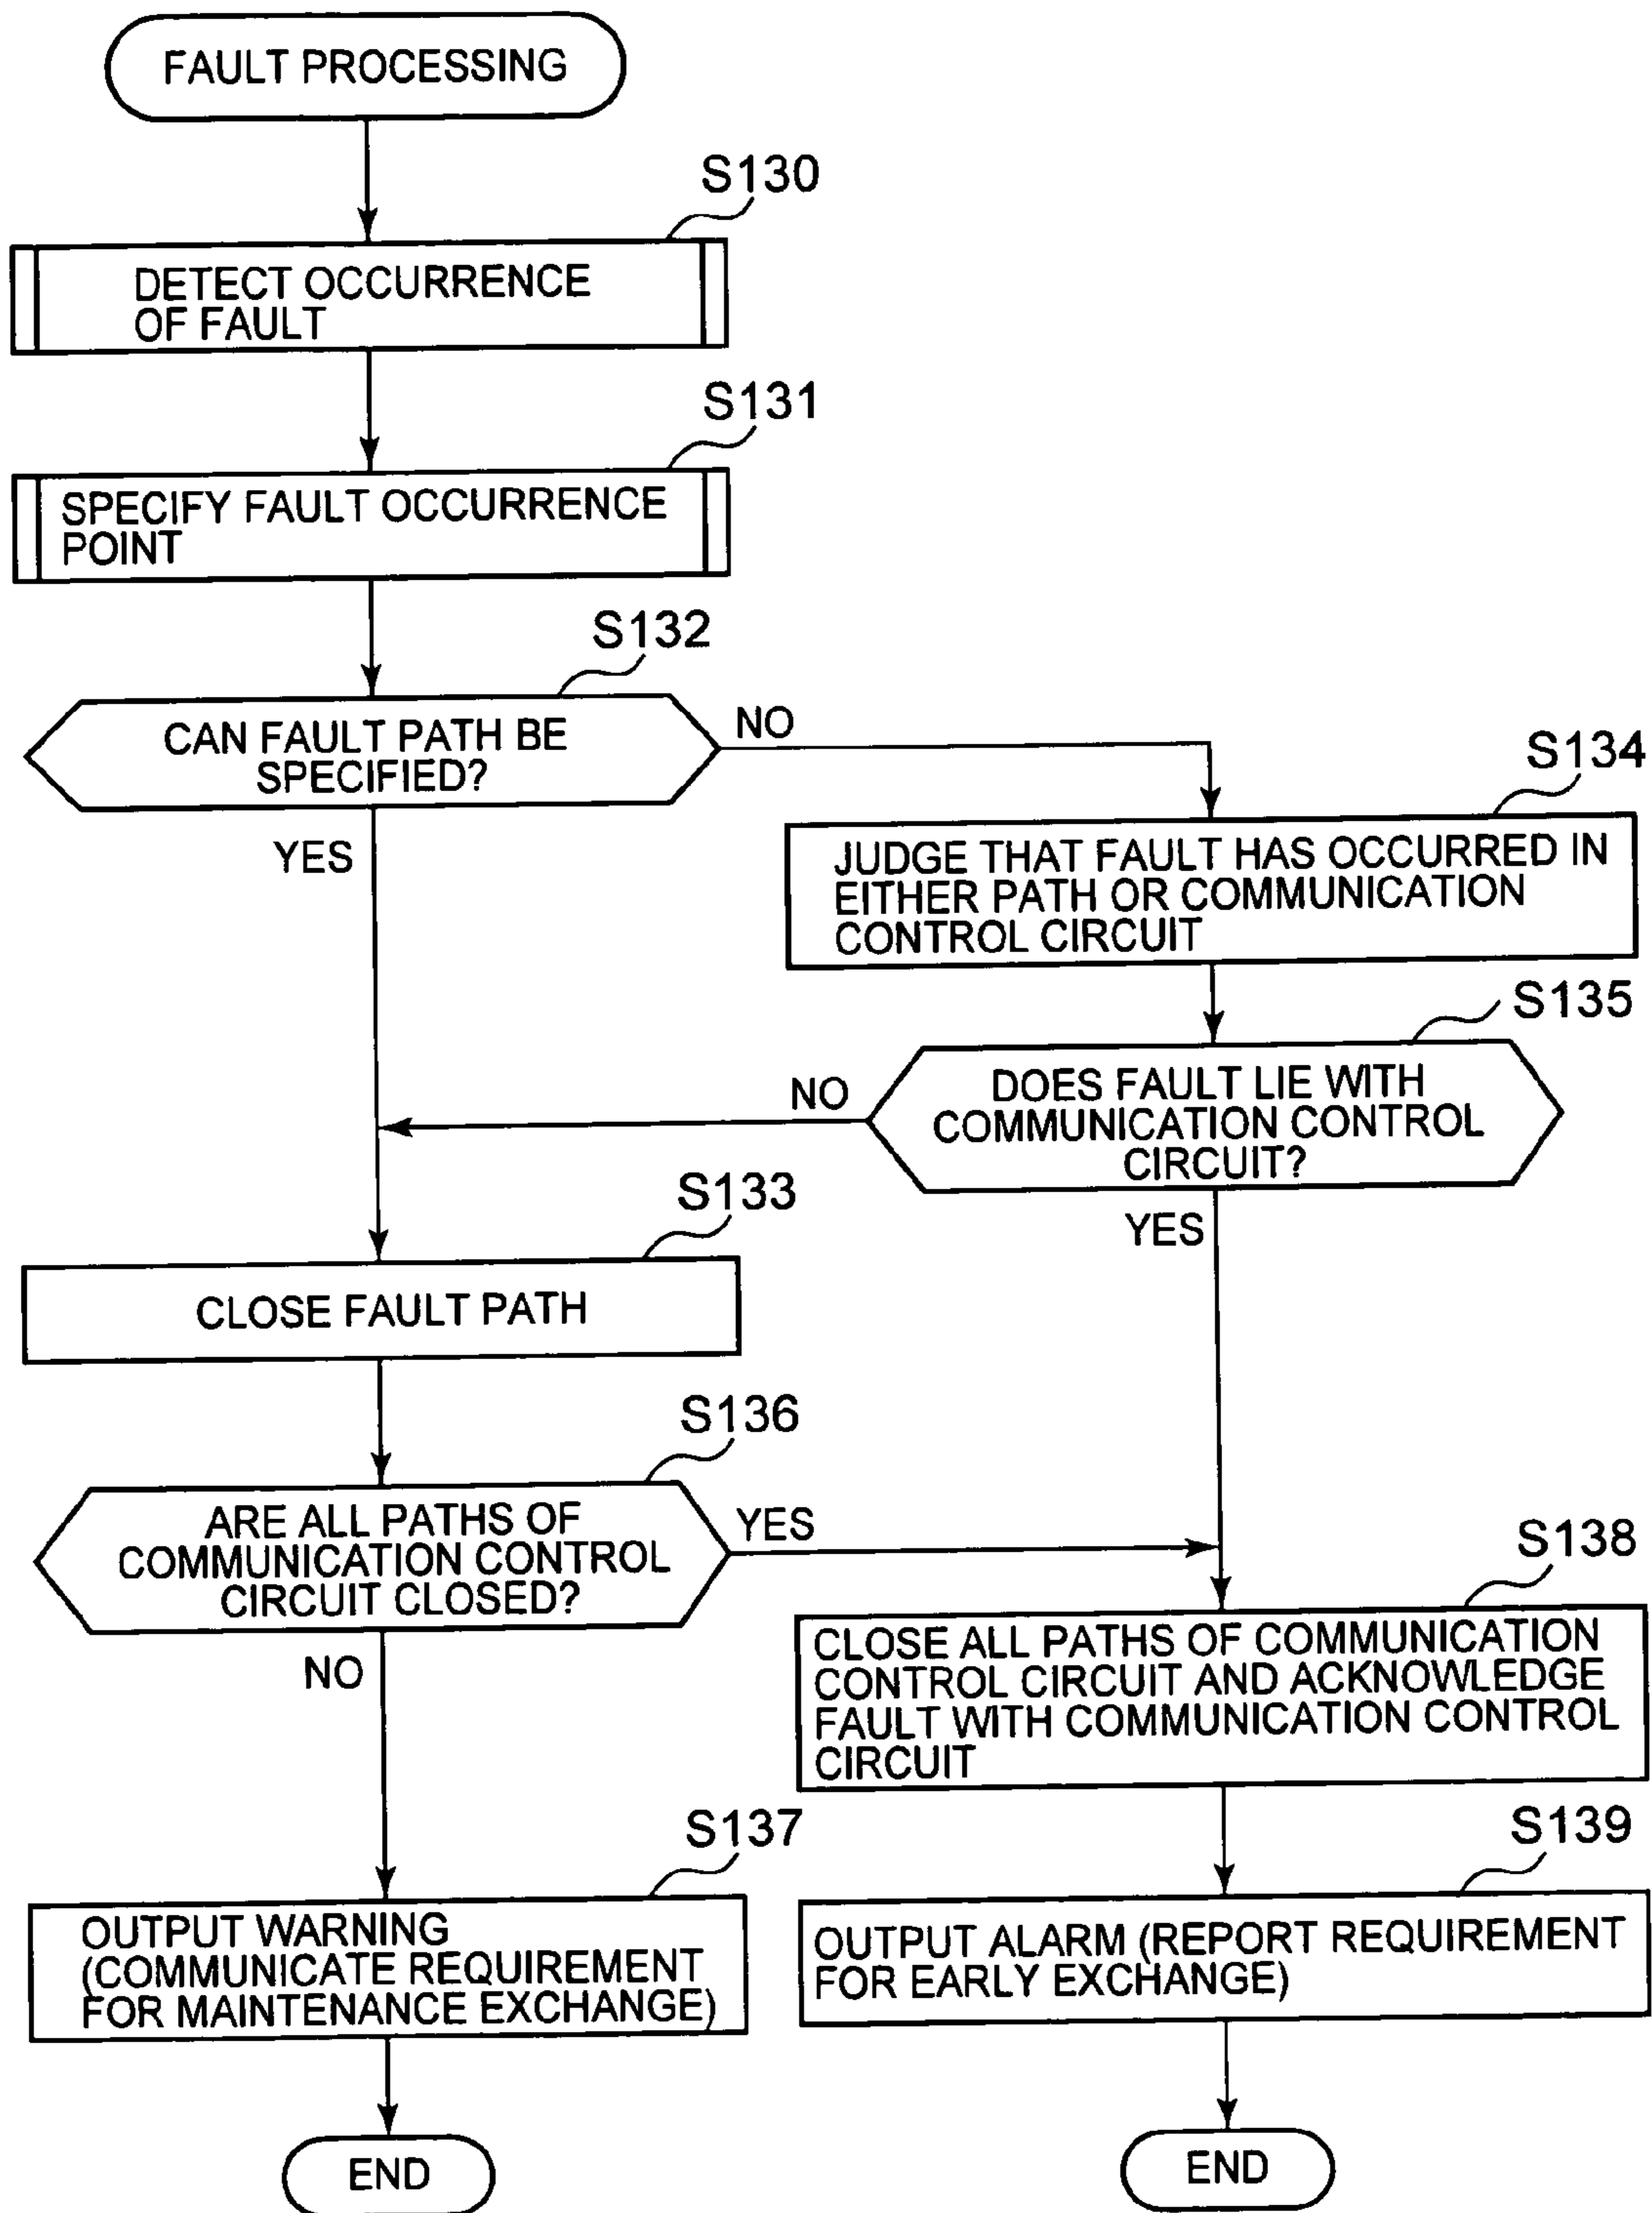 FAULT PROCESSING
S130
DETECT OCCURRENCE
OF FAULT
S131
SPECIFY FAULT OCCURRENCE
POINT
S132
CAN FAULT PATH BE
SPECIFIED?
NO
YES
S134
JUDGE THAT FAULT HAS OCCURRED IN
EITHER PATH OR COMMUNICATION
CONTROL CIRCUIT
S135
DOES FAULT LIE WITH
COMMUNICATION CONTROL
CIRCUIT?
NO
YES
S133
CLOSE FAULT PATH
S136
ARE ALL PATHS OF
COMMUNICATION CONTROL
CIRCUIT CLOSED?
YES
NO
S138
CLOSE ALL PATHS OF COMMUNICATION
CONTROL CIRCUIT AND ACKNOWLEDGE
FAULT WITH COMMUNICATION CONTROL
CIRCUIT
S137
OUTPUT WARNING
(COMMUNICATE REQUIREMENT
FOR MAINTENANCE EXCHANGE)
S139
OUTPUT ALARM (REPORT REQUIREMENT
FOR EARLY EXCHANGE)
END
END